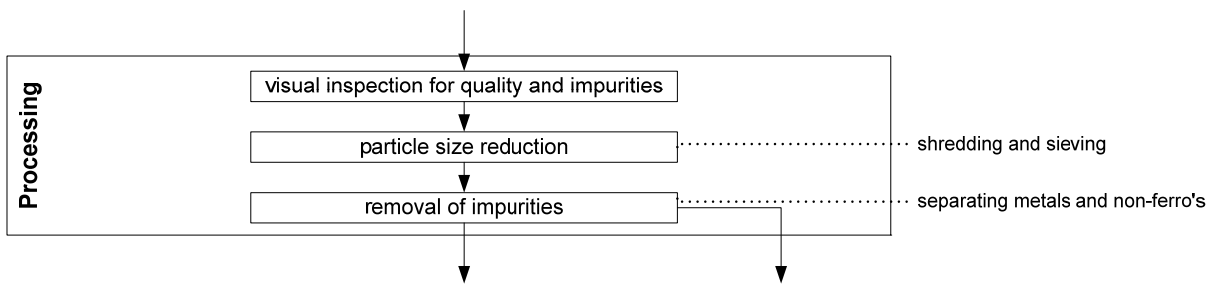 Processing
visual inspection for quality and impurities
particle size reduction
shredding and sieving
removal of impurities
separating metals and non-ferro's